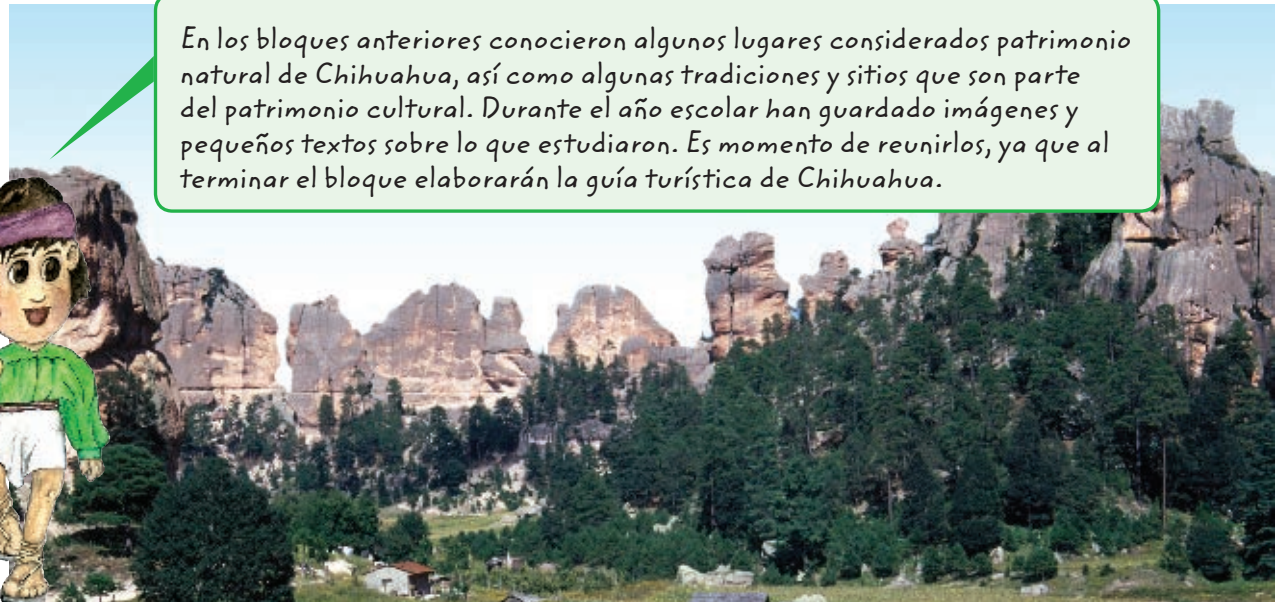 En los bloques anteriores conocieron algunos lugares considerados patrimonio
natural de Chihuahua, así como algunas tradiciones y sitios que son parte
del patrimonio cultural. Durante el año escolar han guardado imágenes y
pequeños textos sobre lo que estudiaron. Es momento de reunirlos, ya que al
terminar el bloque elaborarán la guía turística de Chihuahua.